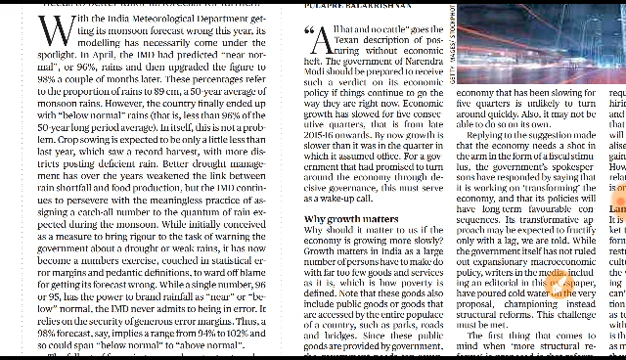 PULAPRE BALAKRISHNAN
With the India Meteorological Department get-
ting its monsoon forecast wrong this year, its
modelling has necessarily come under the
spotlight. In April, the IMD had predicted “near nor-
mal”, or 96%, rains and then upgraded the figure to
98% a couple of months later. These percentages refer
to the proportion of rains to 89 cm, a 50-year average of
monsoon rains. However, the country finally ended up
with “below normal” rains (that is, less than 96% of the
50-year long period average). In itself, this is not a prob-
lem. Crop sowing is expected to be only a little less than
last year, which saw a record harvest, with more dis-
tricts posting deficient rain. Better drought manage-
ment has over the years weakened the link between
rain shortfall and food production, but the IMD contin-
ues to persevere with the meaningless practice of as-
signing a catch-all number to the quantum of rain ex-
pected during the monsoon. While initially conceived
as a measure to bring rigour to the task of warning the
government about a drought or weak rains, it has now
become a numbers exercise, couched in statistical er-
ror margins and pedantic definitions, to ward off blame
for getting its forecast wrong. While a single number, 96
or 95, has the power to brand rainfall as “near” or “be-
low” normal, the IMD never admits to being in error. It
relies on the security of generous error margins. Thus, a
98% forecast, say, implies a range from 94% to 102% and
so could span “below normal” to “above normal”.
“All hat and no cattle” goes the
Texan description of pos-
turing without economic
heft. The government of Narendra
Modi should be prepared to receive
such a verdict on its economic
policy if things continue to go the
way they are right now. Economic
growth has slowed for five consec-
utive quarters, that is from late
2015-16 onwards. By now growth is
slower than it was in the quarter in
which it assumed office. For a gov-
ernment that had promised to turn
around the economy through de-
cisive governance, this must serve
as a wake-up call.
Why growth matters
Why should it matter to us if the
economy is growing more slowly?
Growth matters in India as a large
number of persons have to make do
with far too few goods and services
as it is, which is how poverty is
defined. Note that these goods also
include public goods or goods that
are accessed by the entire populace
of a country, such as parks, roads
and bridges. Since these public
goods are provided by government,
GETTY IMAGES/
economy that has been slowing for
five quarters is unlikely to turn
around quickly. Also, it may not be
able to do so on its own.
Replying to the suggestion made
that the economy needs a shot in
the arm in the form of a fiscal stimu-
lus, the government's spokesper-
sons have responded by saying that
it is working on ‘transforming’ the
economy, and that its policies will
have long-term favourable con-
sequences. Its transformative ap-
proach may be expected to fructify
only with a lag, we are told. While
the government itself has not ruled
out expansionary macroeconomic
policy, writers in the media includ
ing an editorial in this paper,
have poured cold water on the very
proposal, championing instead
structural reforms. This challenge
must be met.
The first thing that comes to
mind when ‘more structural re-